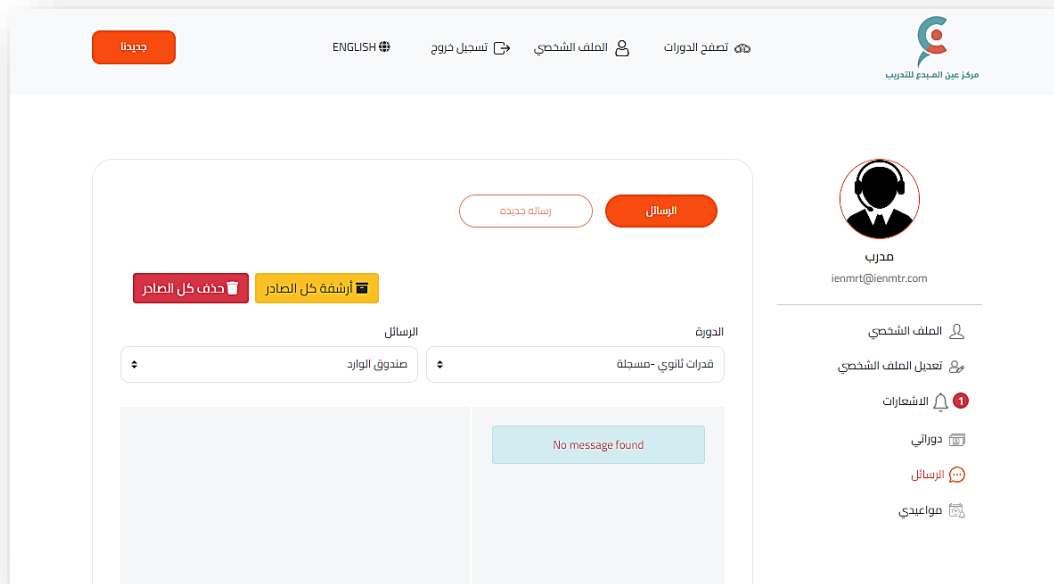 مركز عين المبدع للتدريب
تصفح الدورات
الملف الشخصي
تسجيل خروج
ENGLISH
جديدنا
مدرب
ienmrt@ienmtr.com
الملف الشخصي
تعديل الملف الشخصي
1 الاشعارات
دوراتي
الرسائل
مواعيدي
الرسائل
رساله جديده
أرشفة كل الصادر
حذف كل الصادر
الدورة
قدرات ثانوي -مسجلة
الرسائل
صندوق الوارد
No message found